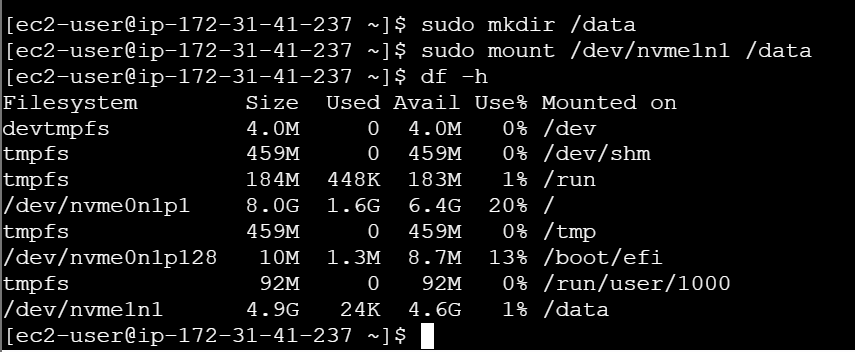 [ec2-user@ip-172-31-41-237 ~]$ sudo mkdir /data
[ec2-user@ip-172-31-41-237 ~]$ sudo mount /dev/nvme1n1 /data
[ec2-user@ip-172-31-41-237 ~]$ df -h
Filesystem        Size  Used Avail Use% Mounted on
devtmpfs          4.0M     0  4.0M   0% /dev
tmpfs             459M     0  459M   0% /dev/shm
tmpfs             184M  448K  183M   1% /run
/dev/nvme0n1p1    8.0G  1.6G  6.4G  20% /
tmpfs             459M     0  459M   0% /tmp
/dev/nvme0n1p128   10M  1.3M  8.7M  13% /boot/efi
tmpfs              92M     0   92M   0% /run/user/1000
/dev/nvme1n1      4.9G   24K  4.6G   1% /data
[ec2-user@ip-172-31-41-237 ~]$